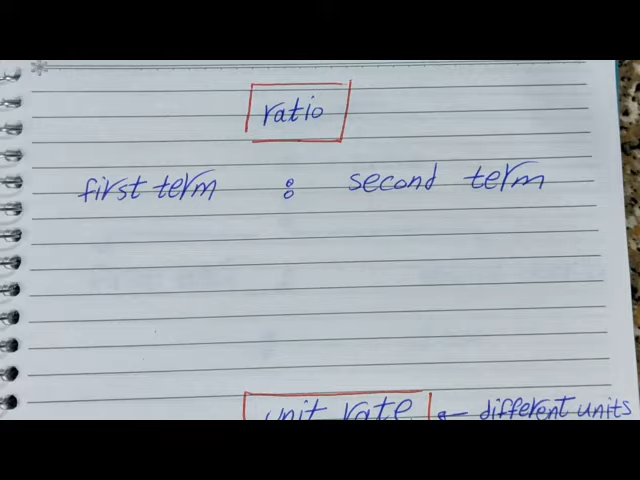 ratio
first term : second term
unit rate ← different units